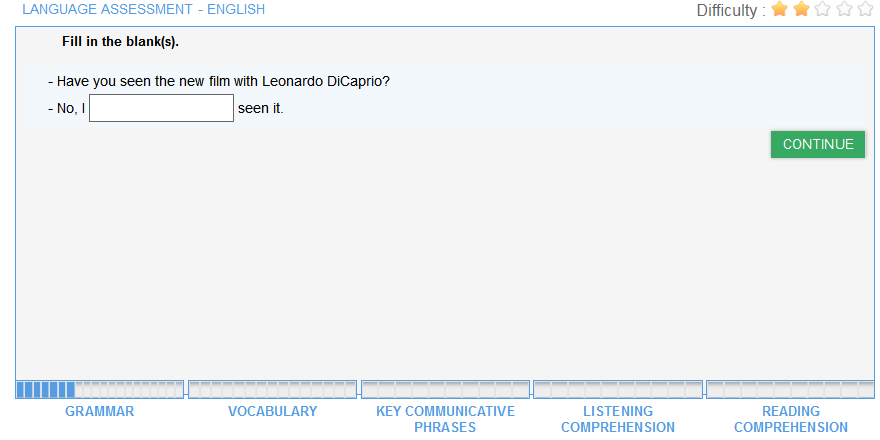 LANGUAGE ASSESSMENT - ENGLISH
Difficulty :
Fill in the blank(s).
- Have you seen the new film with Leonardo DiCaprio?
- No, I seen it.
CONTINUE
GRAMMAR
VOCABULARY
KEY COMMUNICATIVE
PHRASES
LISTENING
COMPREHENSION
READING
COMPREHENSION